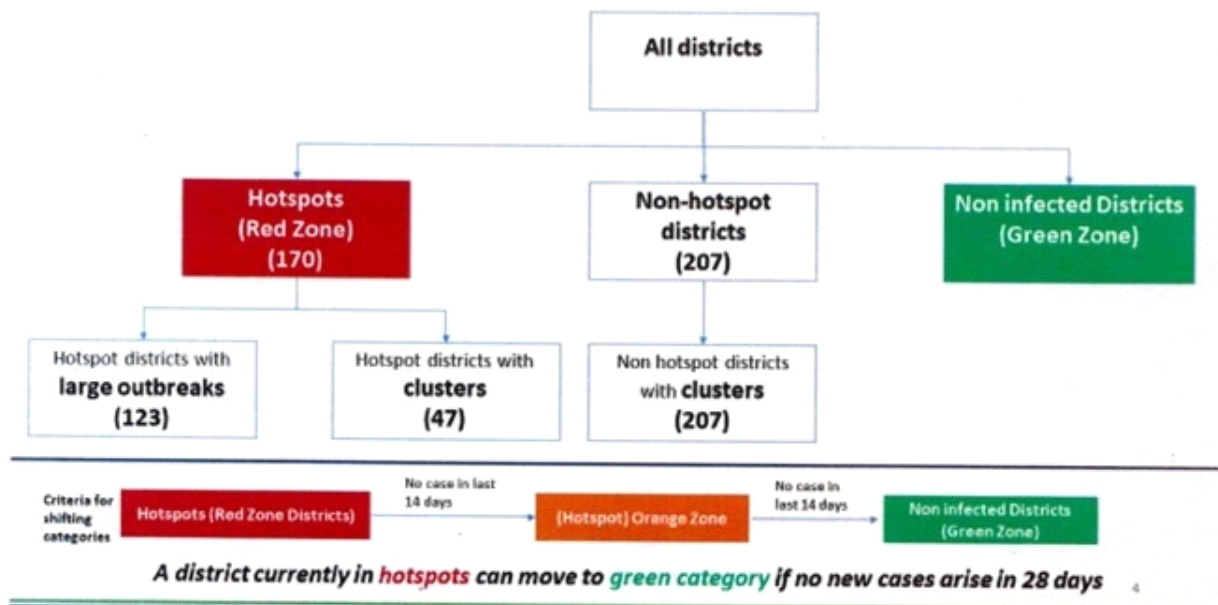 All districts
Hotspots
(Red Zone)
(170)
Non-hotspot
districts
(207)
Non infected Districts
(Green Zone)
Hotspot districts with
large outbreaks
(123)
Hotspot districts with
clusters
(47)
Non hotspot districts
with clusters
(207)
Criteria for
shifting
categories
Hotspots (Red Zone Districts)
No case in last
14 days
(Hotspot) Orange Zone
No case in
last 14 days
Non infected Districts
(Green Zone)
A district currently in hotspots can move to green category if no new cases arise in 28 days
4